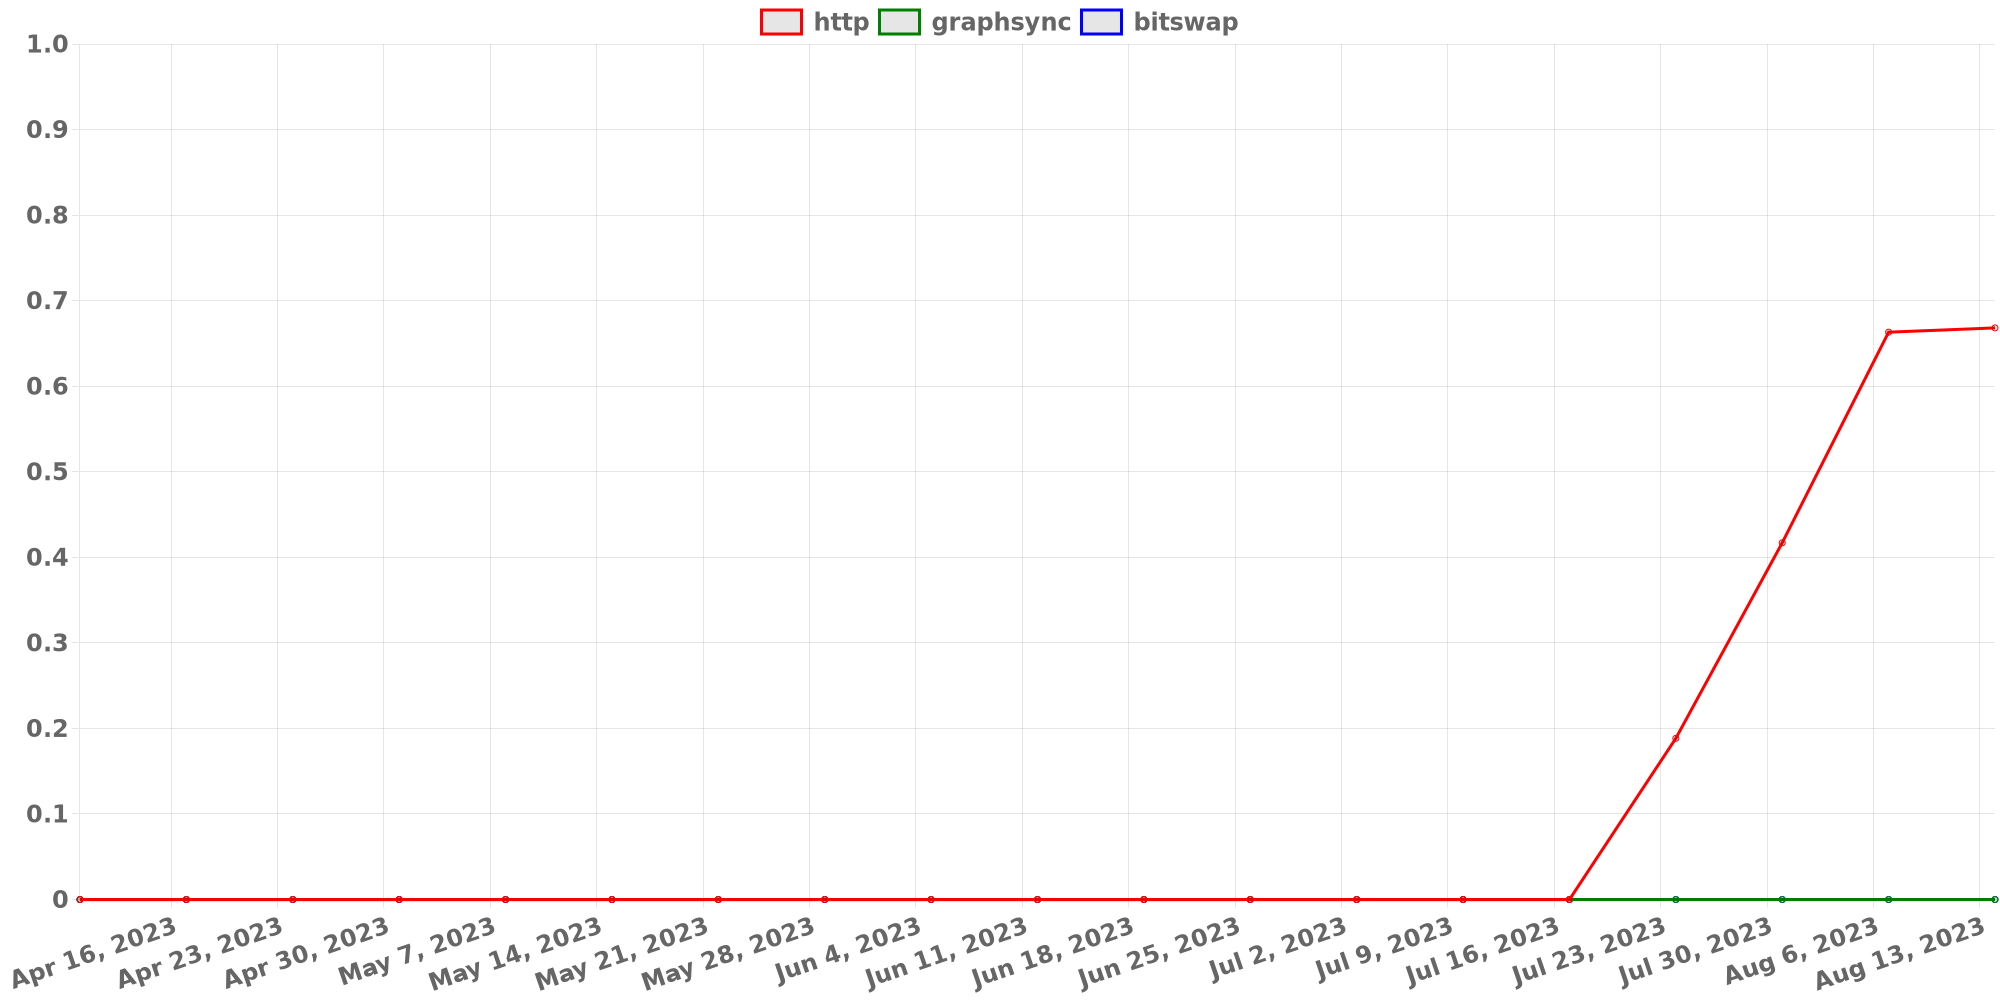 http graphsync bitswap
1.0
0.9
0.8
0.7
0.6
0.5
0.4
0.3
0.2
0.1
0
Apr 16, 2023
Apr 23, 2023
Apr 30, 2023
May 7, 2023
May 14, 2023
May 21, 2023
May 28, 2023
Jun 4, 2023
Jun 11, 2023
Jun 18, 2023
Jun 25, 2023
Jul 2, 2023
Jul 9, 2023
Jul 16, 2023
Jul 23, 2023
Jul 30, 2023
Aug 6, 2023
Aug 13, 2023